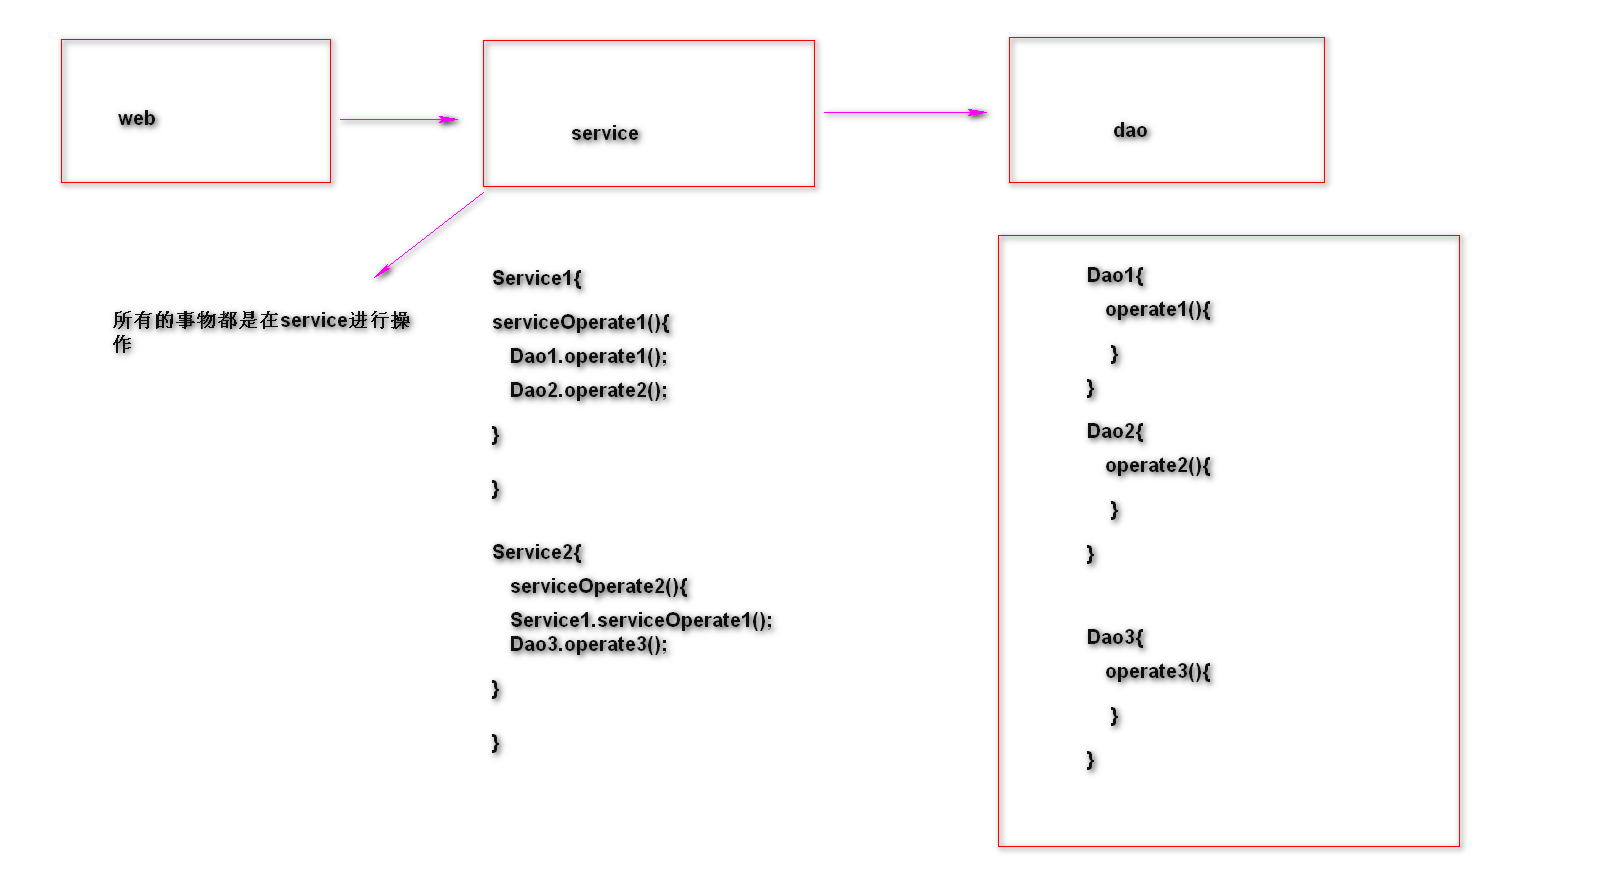 web
service
dao
所有的事物都是在service进行操
作
Service1{
serviceOperate1(){
Dao1.operate1();
Dao2.operate2();
}
}
Service2{
serviceOperate2(){
Service1.serviceOperate1();
Dao3.operate3();
}
}
Dao1{
operate1(){
}
}
Dao2{
operate2(){
}
}
Dao3{
operate3(){
}
}